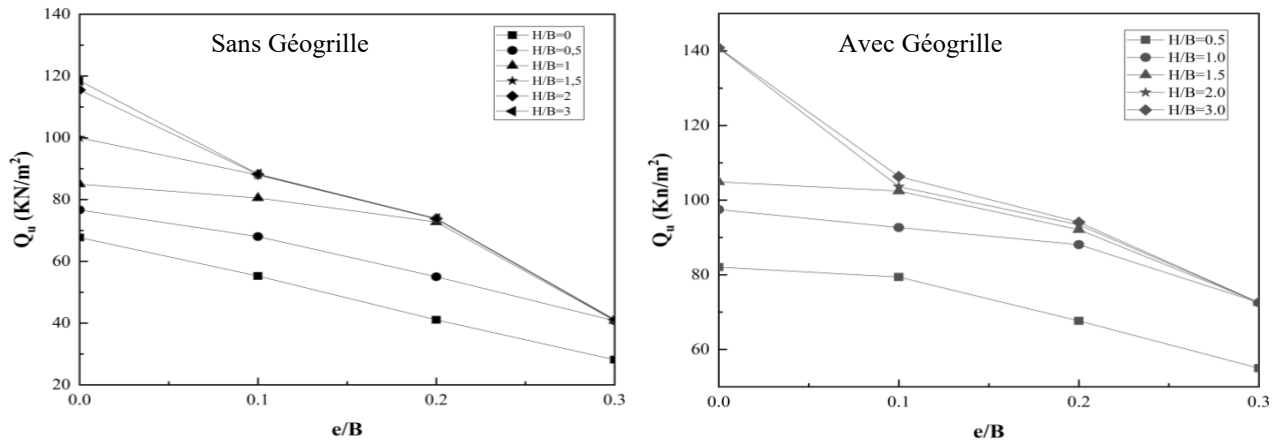 Sans Géogrille
H/B=0
H/B=0,5
H/B=1
H/B=1,5
H/B=2
H/B=3
140
120
100
80
60
40
20
Qu (KN/m²)
0.0 0.1 0.2 0.3
e/B
Avec Géogrille
H/B=0.5
H/B=1.0
H/B=1.5
H/B=2.0
H/B=3.0
140
120
100
80
60
Qu (Kn/m²)
0.0 0.1 0.2 0.3
e/B